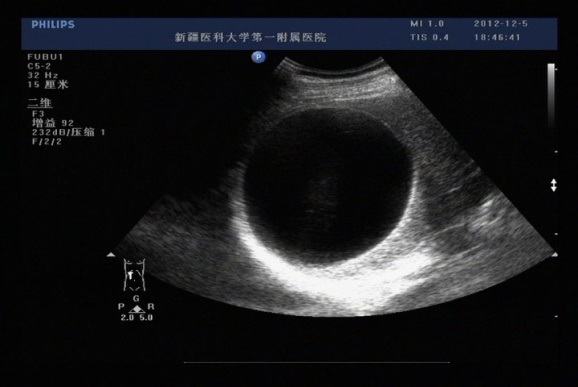 PHILIPS
新疆医科大学第一附属医院
MI 1.0
2012-12-5
TIS 0.4
18:46:41
FUBU1
C5-2
32 Hz
15 厘米
二维
F3
增益 92
232dB/压缩 1
F/2/2
P
G
P R
2.0 5.0